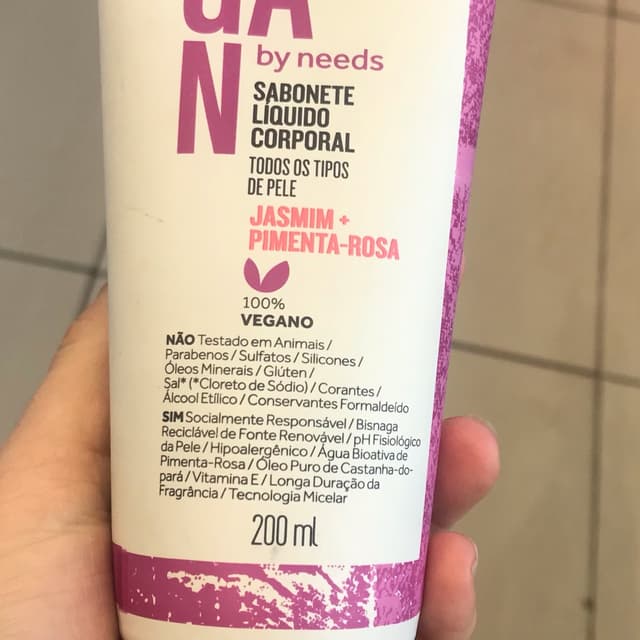 GAN
by needs
SABONETE
LÍQUIDO
CORPORAL
TODOS OS TIPOS
DE PELE
JASMIM +
PIMENTA-ROSA
100%
VEGANO
NÃO Testado em Animais /
Parabenos / Sulfatos / Silicones /
Óleos Minerais / Glúten /
Sal* (*Cloreto de Sódio) / Corantes /
Álcool Etílico / Conservantes Formaldeído
SIM Socialmente Responsável / Bisnaga
Reciclável de Fonte Renovável / pH Fisiológico
da Pele / Hipoalergênico / Água Bioativa de
Pimenta-Rosa / Óleo Puro de Castanha-do-
pará / Vitamina E / Longa Duração da
Fragrância / Tecnologia Micelar
200 ml